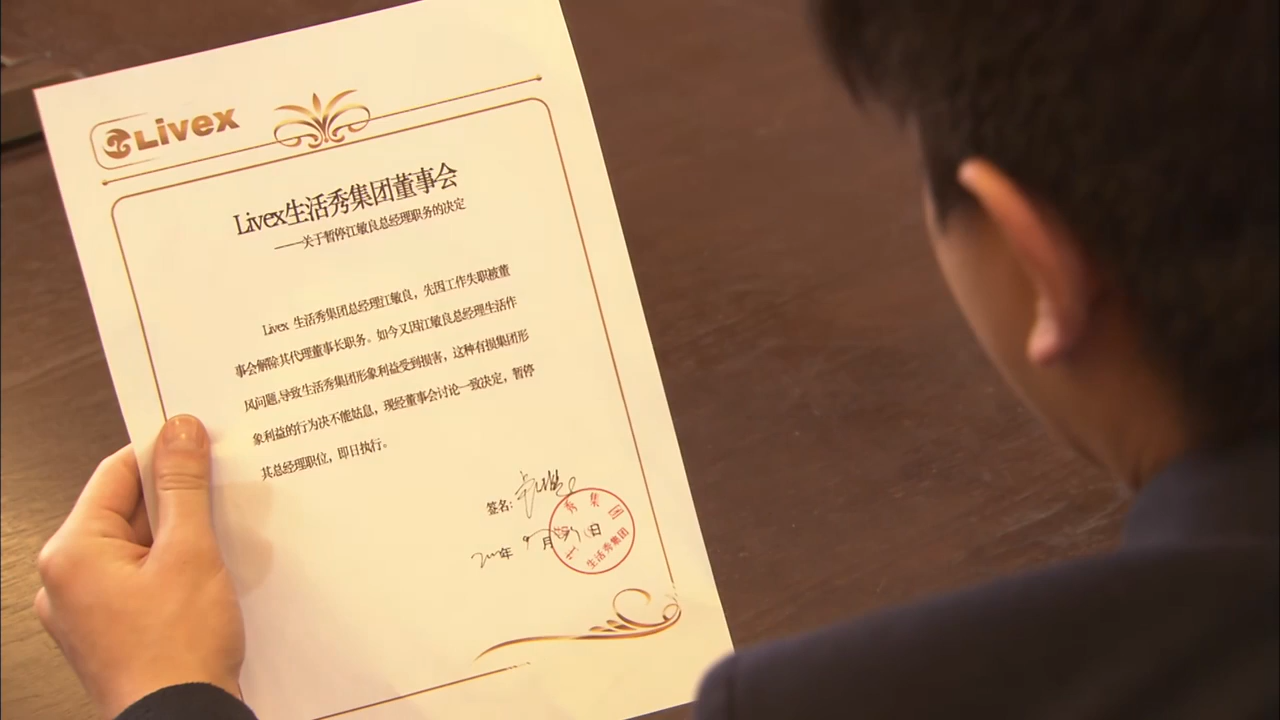 Livex
Livex生活秀集团董事会
——关于暂停江敏良总经理职务的决定
Livex 生活秀集团总经理江敏良，先因工作失职被董
事会解除其代理董事长职务。如今又因江敏良总经理生活作
风问题,导致生活秀集团形象利益受到损害，这种有损集团形
象利益的行为决不能姑息，现经董事会讨论一致决定，暂停
其总经理职位，即日执行。
签名：
年 月 日
秀集团
生活秀集团